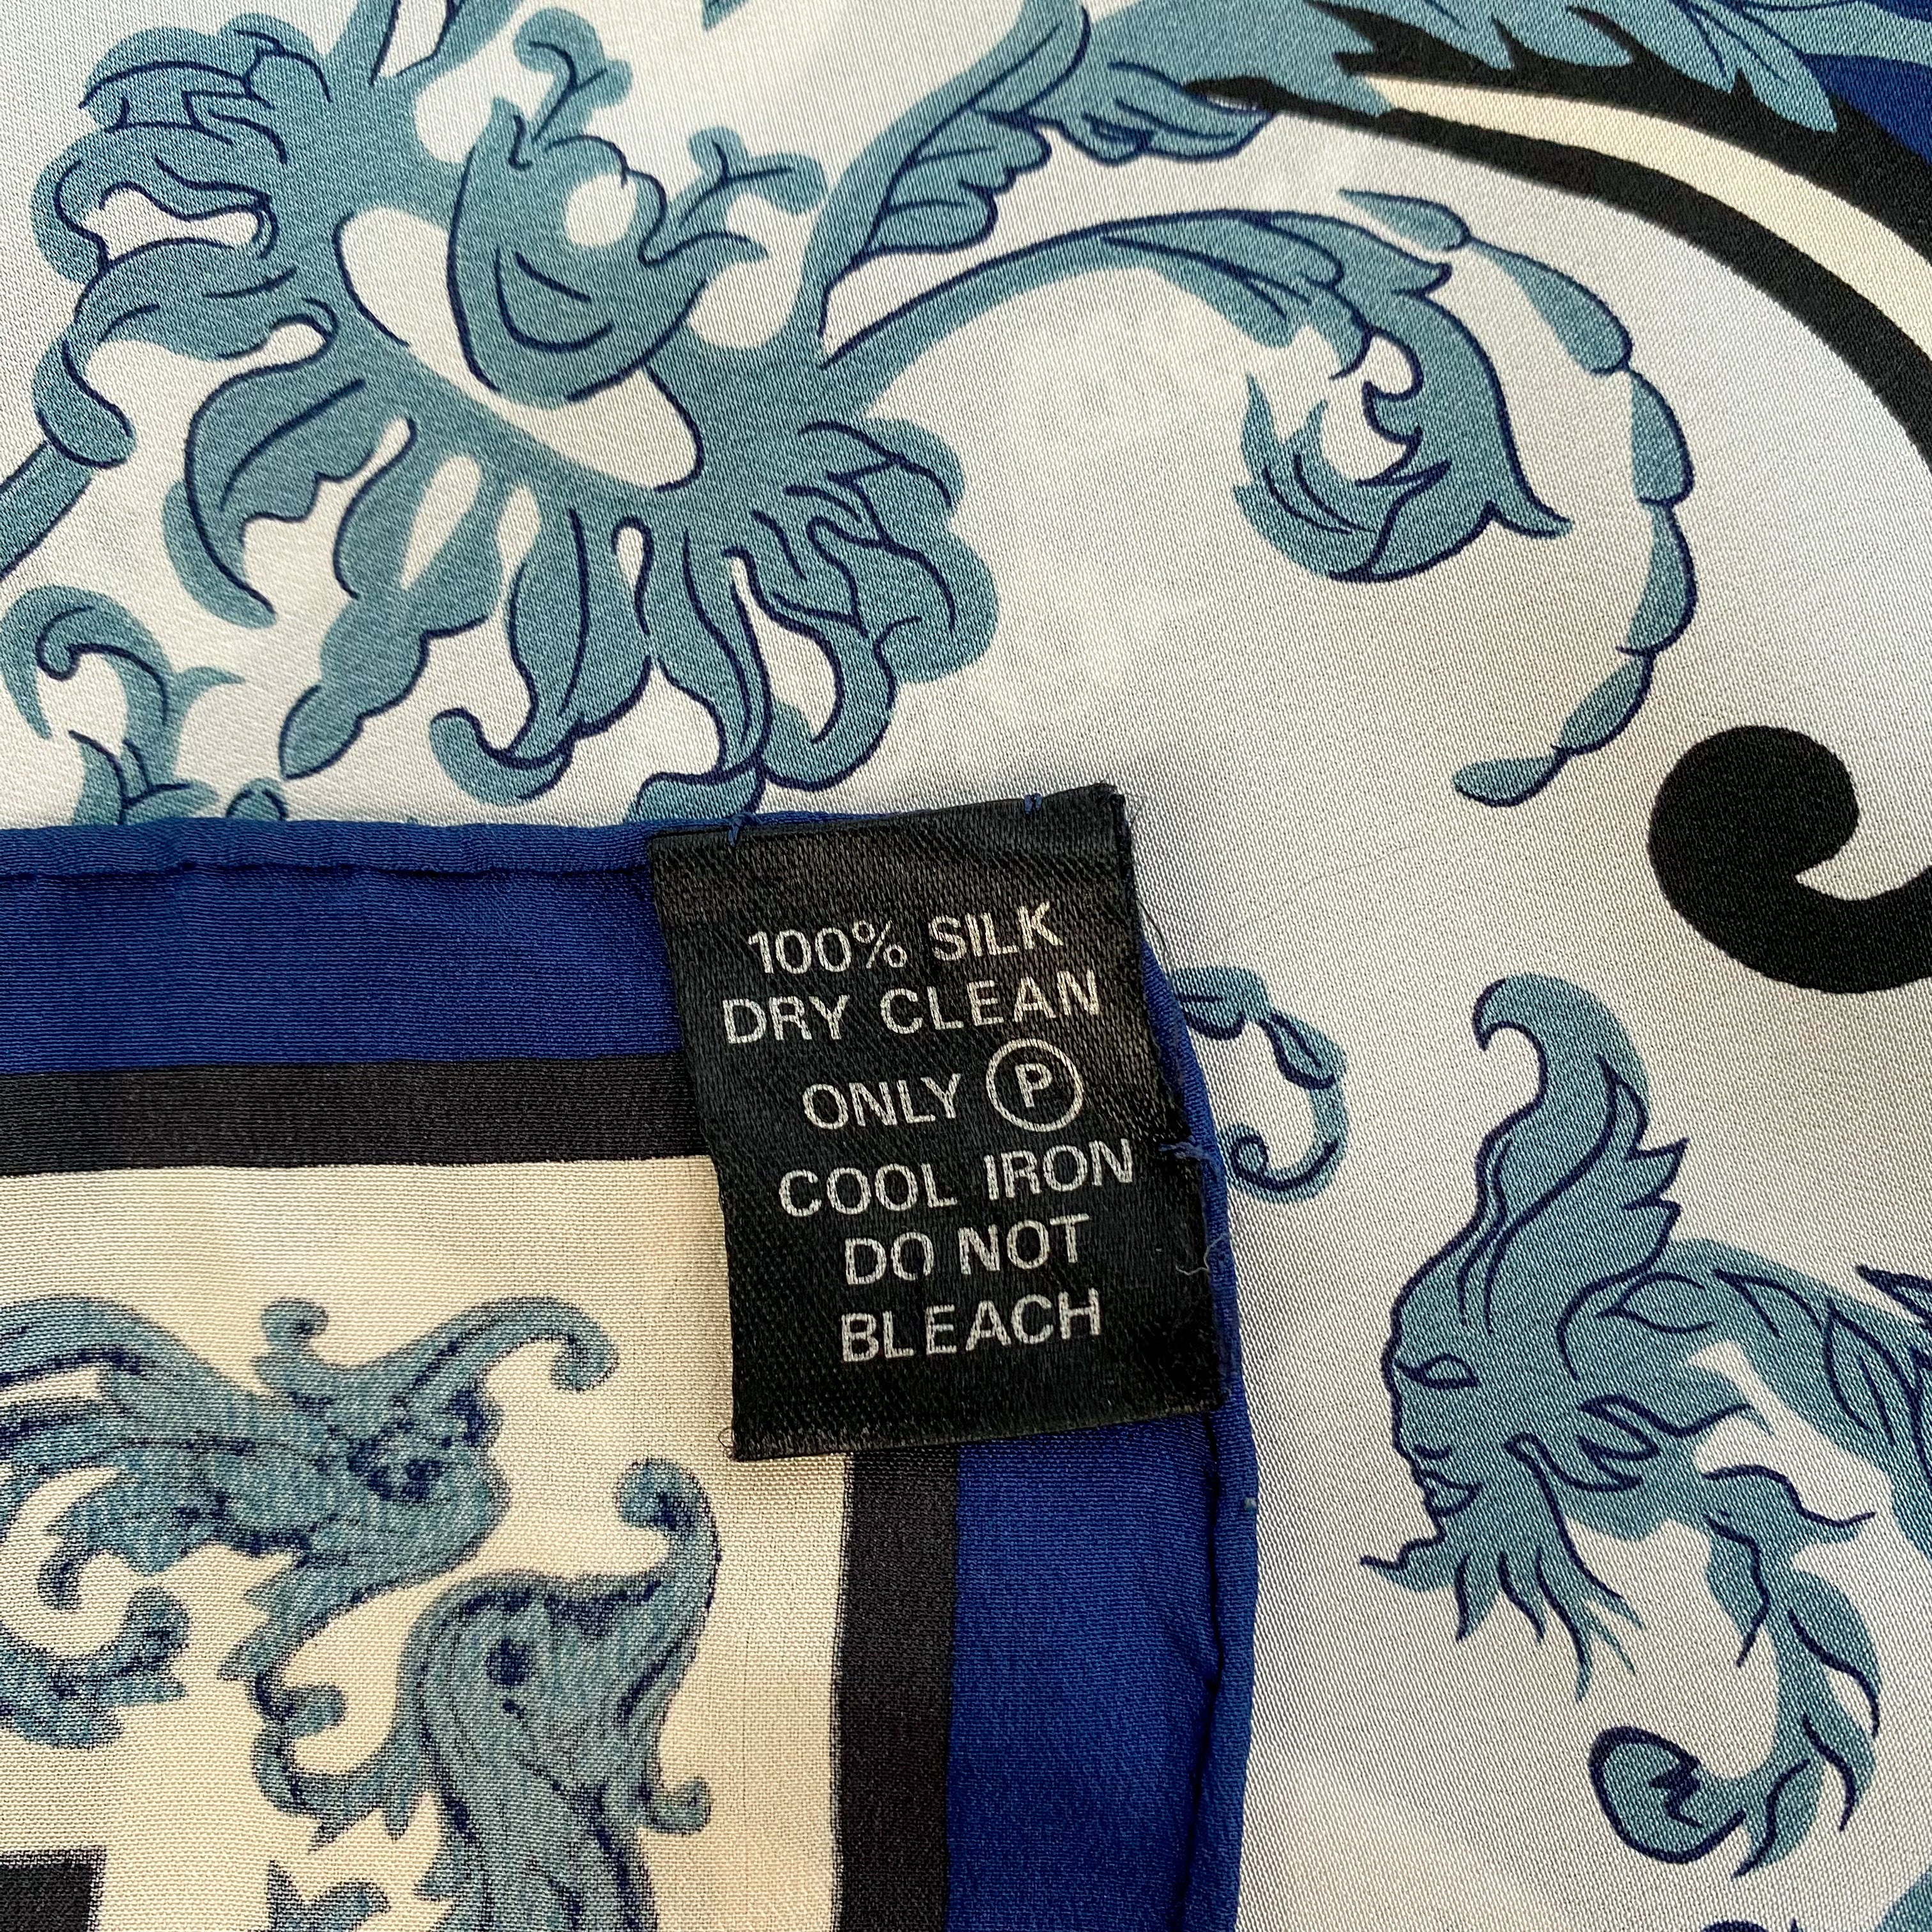 100% SILK
DRY CLEAN
ONLY Ⓟ
COOL IRON
DO NOT
BLEACH